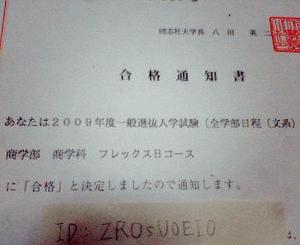 同志社大学長 八田 英二
合格通知書
あなたは2009年度一般選抜入学試験（全学部日程（文系）
商学部 商学科 フレックスBコース
に「合格」と決定しましたので通知します。
ID:ZROsU0EI0